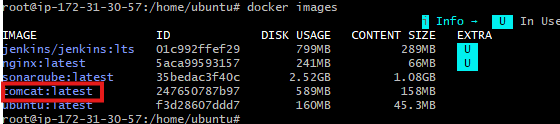 root@ip-172-31-30-57:/home/ubuntu# docker images
i Info → U In Use
IMAGE ID DISK USAGE CONTENT SIZE EXTRA
jenkins/jenkins:lts 01c992ffef29 799MB 289MB U
nginx:latest 5aca99593157 241MB 66MB U
sonarqube:latest 35bedac3f40c 2.52GB 1.08GB
tomcat:latest 247650787b97 589MB 158MB
ubuntu:latest f3d28607ddd7 160MB 45.3MB
root@ip-172-31-30-57:/home/ubuntu#